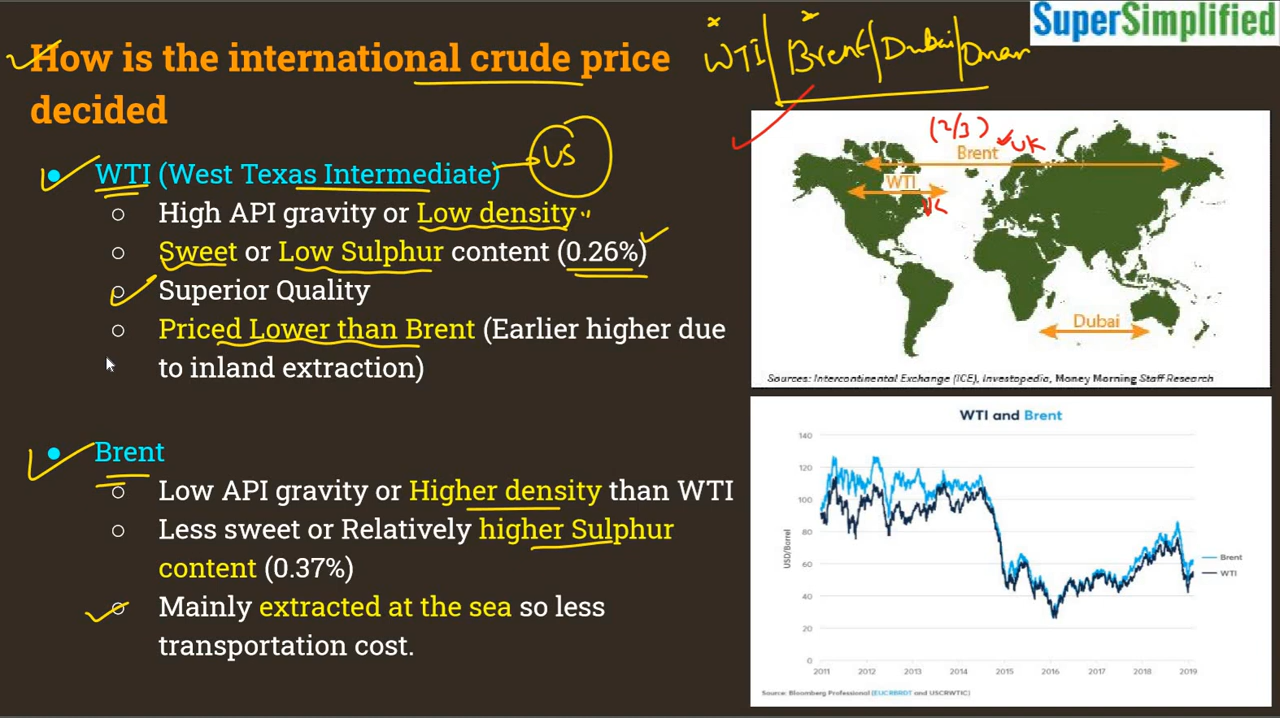 SuperSimplified
How is the international crude price
decided
WTI/Brent/Dubai/Oman
WTI (West Texas Intermediate)
US
○ High API gravity or Low density
○ Sweet or Low Sulphur content (0.26%)
○ Superior Quality
○ Priced Lower than Brent (Earlier higher due
to inland extraction)
Brent
○ Low API gravity or Higher density than WTI
○ Less sweet or Relatively higher Sulphur
content (0.37%)
○ Mainly extracted at the sea so less
transportation cost.
(2/3)
UK
Brent
WTI
Dubai
Sources: Intercontinental Exchange (ICE), Investopedia, Money Morning Staff Research
WTI and Brent
140
120
100
80
60
40
20
0
USD/Barrel
Brent
WTI
2011 2012 2013 2014 2015 2016 2017 2018 2019
Source: Bloomberg Professional (EUCRBRDT and USCRWTIC)